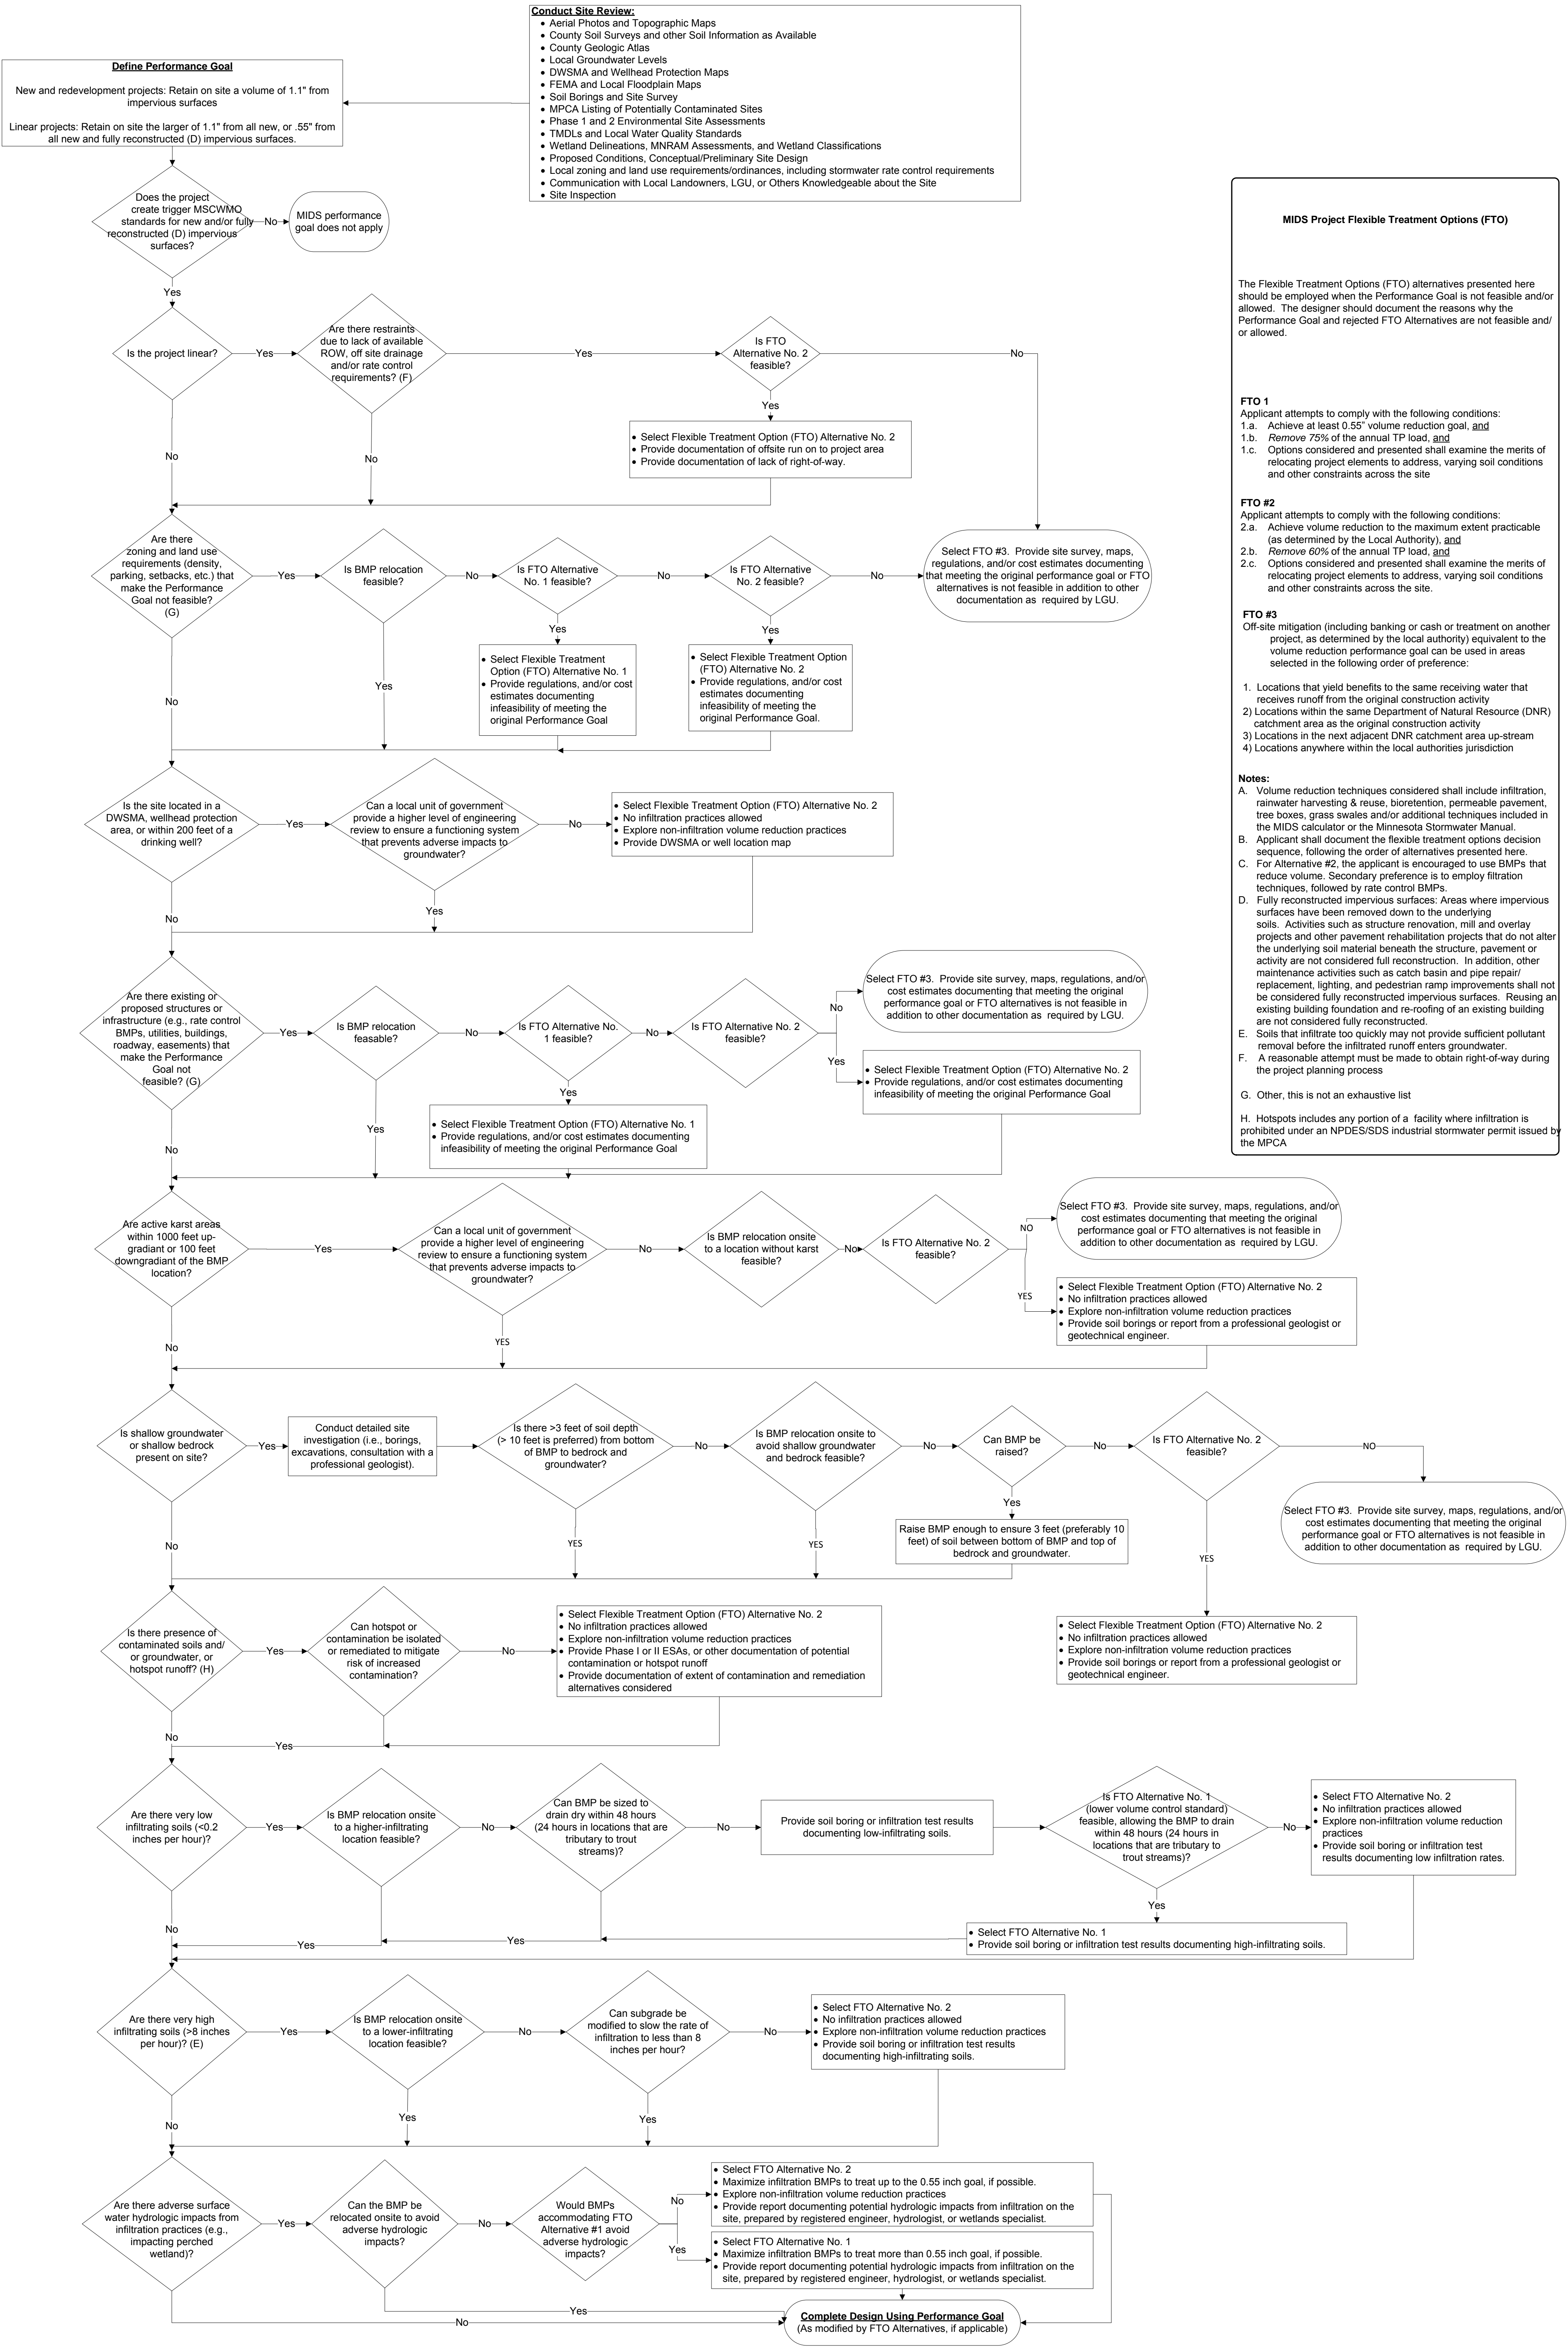 Conduct Site Review:
• Aerial Photos and Topographic Maps
• County Soil Surveys and other Soil Information as Available
• County Geologic Atlas
• Local Groundwater Levels
• DWSMA and Wellhead Protection Maps
• FEMA and Local Floodplain Maps
• Soil Borings and Site Survey
• MPCA Listing of Potentially Contaminated Sites
• Phase 1 and 2 Environmental Site Assessments
• TMDLs and Local Water Quality Standards
• Wetland Delineations, MNRAM Assessments, and Wetland Classifications
• Proposed Conditions, Conceptual/Preliminary Site Design
• Local zoning and land use requirements/ordinances, including stormwater rate control requirements
• Communication with Local Landowners, LGU, or Others Knowledgeable about the Site
• Site Inspection
Define Performance Goal
New and redevelopment projects: Retain on site a volume of 1.1" from
impervious surfaces
Linear projects: Retain on site the larger of 1.1" from all new, or .55" from
all new and fully reconstructed (D) impervious surfaces.
Does the project
create trigger MSCWMO
standards for new and/or fully
reconstructed (D) impervious
surfaces?
No
MIDS performance
goal does not apply
Yes
Is the project linear?
Yes
Are there restraints
due to lack of available
ROW, off site drainage
and/or rate control
requirements? (F)
Yes
Is FTO
Alternative No. 2
feasible?
No
Yes
• Select Flexible Treatment Option (FTO) Alternative No. 2
• Provide documentation of offsite run on to project area
• Provide documentation of lack of right-of-way.
No
No
Are there
zoning and land use
requirements (density,
parking, setbacks, etc.) that
make the Performance
Goal not feasible?
(G)
Yes
Is BMP relocation
feasible?
No
Is FTO Alternative
No. 1 feasible?
No
Is FTO Alternative
No. 2 feasible?
No
Select FTO #3.  Provide site survey, maps,
regulations, and/or cost estimates documenting
that meeting the original performance goal or FTO
alternatives is not feasible in addition to other
documentation as  required by LGU.
Yes
Yes
• Select Flexible Treatment
Option (FTO) Alternative No. 1
• Provide regulations, and/or cost
estimates documenting
infeasibility of meeting the
original Performance Goal
• Select Flexible Treatment Option
(FTO) Alternative No. 2
• Provide regulations, and/or cost
estimates documenting
infeasibility of meeting the
original Performance Goal.
Yes
No
Is the site located in a
DWSMA, wellhead protection
area, or within 200 feet of a
drinking well?
Yes
Can a local unit of government
provide a higher level of engineering
review to ensure a functioning system
that prevents adverse impacts to
groundwater?
No
• Select Flexible Treatment Option (FTO) Alternative No. 2
• No infiltration practices allowed
• Explore non-infiltration volume reduction practices
• Provide DWSMA or well location map
Yes
No
Are there existing or
proposed structures or
infrastructure (e.g., rate control
BMPs, utilities, buildings,
roadway, easements) that
make the Performance
Goal not
feasible? (G)
Yes
Is BMP relocation
feasable?
No
Is FTO Alternative No.
1 feasible?
No
Is FTO Alternative No. 2
feasible?
No
Select FTO #3.  Provide site survey, maps, regulations, and/or
cost estimates documenting that meeting the original
performance goal or FTO alternatives is not feasible in
addition to other documentation as  required by LGU.
Yes
• Select Flexible Treatment Option (FTO) Alternative No. 2
• Provide regulations, and/or cost estimates documenting
infeasibility of meeting the original Performance Goal
Yes
• Select Flexible Treatment Option (FTO) Alternative No. 1
• Provide regulations, and/or cost estimates documenting
infeasibility of meeting the original Performance Goal
Yes
No
Are active karst areas
within 1000 feet up-
gradiant or 100 feet
downgradiant of the BMP
location?
Yes
Can a local unit of government
provide a higher level of engineering
review to ensure a functioning system
that prevents adverse impacts to
groundwater?
No
Is BMP relocation onsite
to a location without karst
feasible?
No
Is FTO Alternative No. 2
feasible?
NO
Select FTO #3.  Provide site survey, maps, regulations, and/or
cost estimates documenting that meeting the original
performance goal or FTO alternatives is not feasible in
addition to other documentation as  required by LGU.
YES
• Select Flexible Treatment Option (FTO) Alternative No. 2
• No infiltration practices allowed
• Explore non-infiltration volume reduction practices
• Provide soil borings or report from a professional geologist or
geotechnical engineer.
YES
No
Is shallow groundwater
or shallow bedrock
present on site?
Yes
Conduct detailed site
investigation (i.e., borings,
excavations, consultation with a
professional geologist).
Is there >3 feet of soil depth
(> 10 feet is preferred) from bottom
of BMP to bedrock and
groundwater?
No
Is BMP relocation onsite to
avoid shallow groundwater
and bedrock feasible?
No
Can BMP be
raised?
No
Is FTO Alternative No. 2
feasible?
NO
Select FTO #3.  Provide site survey, maps, regulations, and/or
cost estimates documenting that meeting the original
performance goal or FTO alternatives is not feasible in
addition to other documentation as  required by LGU.
Yes
Raise BMP enough to ensure 3 feet (preferably 10
feet) of soil between bottom of BMP and top of
bedrock and groundwater.
YES
YES
YES
No
• Select Flexible Treatment Option (FTO) Alternative No. 2
• No infiltration practices allowed
• Explore non-infiltration volume reduction practices
• Provide soil borings or report from a professional geologist or
geotechnical engineer.
Is there presence of
contaminated soils and/
or groundwater, or
hotspot runoff? (H)
Yes
Can hotspot or
contamination be isolated
or remediated to mitigate
risk of increased
contamination?
No
• Select Flexible Treatment Option (FTO) Alternative No. 2
• No infiltration practices allowed
• Explore non-infiltration volume reduction practices
• Provide Phase I or II ESAs, or other documentation of potential
contamination or hotspot runoff
• Provide documentation of extent of contamination and remediation
alternatives considered
No
Yes
Are there very low
infiltrating soils (<0.2
inches per hour)?
Yes
Is BMP relocation onsite
to a higher-infiltrating
location feasible?
No
Can BMP be sized to
drain dry within 48 hours
(24 hours in locations that are
tributary to trout
streams)?
No
Provide soil boring or infiltration test results
documenting low-infiltrating soils.
Is FTO Alternative No. 1
(lower volume control standard)
feasible, allowing the BMP to drain
within 48 hours (24 hours in
locations that are tributary to
trout streams)?
No
• Select FTO Alternative No. 2
• No infiltration practices allowed
• Explore non-infiltration volume reduction
practices
• Provide soil boring or infiltration test
results documenting low infiltration rates.
Yes
• Select FTO Alternative No. 1
• Provide soil boring or infiltration test results documenting high-infiltrating soils.
Yes
Yes
No
Are there very high
infiltrating soils (>8 inches
per hour)? (E)
Yes
Is BMP relocation onsite
to a lower-infiltrating
location feasible?
No
Can subgrade be
modified to slow the rate of
infiltration to less than 8
inches per hour?
No
• Select FTO Alternative No. 2
• No infiltration practices allowed
• Explore non-infiltration volume reduction practices
• Provide soil boring or infiltration test results
documenting high-infiltrating soils.
Yes
Yes
No
Are there adverse surface
water hydrologic impacts from
infiltration practices (e.g.,
impacting perched
wetland)?
Yes
Can the BMP be
relocated onsite to avoid
adverse hydrologic
impacts?
No
Would BMPs
accommodating FTO
Alternative #1 avoid
adverse hydrologic
impacts?
No
• Select FTO Alternative No. 2
• Maximize infiltration BMPs to treat up to the 0.55 inch goal, if possible.
• Explore non-infiltration volume reduction practices
• Provide report documenting potential hydrologic impacts from infiltration on the
site, prepared by registered engineer, hydrologist, or wetlands specialist.
Yes
• Select FTO Alternative No. 1
• Maximize infiltration BMPs to treat more than 0.55 inch goal, if possible.
• Provide report documenting potential hydrologic impacts from infiltration on the
site, prepared by registered engineer, hydrologist, or wetlands specialist.
Yes
No
Complete Design Using Performance Goal
(As modified by FTO Alternatives, if applicable)
MIDS Project Flexible Treatment Options (FTO)
The Flexible Treatment Options (FTO) alternatives presented here
should be employed when the Performance Goal is not feasible and/or
allowed.  The designer should document the reasons why the
Performance Goal and rejected FTO Alternatives are not feasible and/
or allowed.
FTO 1
Applicant attempts to comply with the following conditions:
1.a. Achieve at least 0.55" volume reduction goal, and
1.b. Remove 75% of the annual TP load, and
1.c. Options considered and presented shall examine the merits of
relocating project elements to address, varying soil conditions
and other constraints across the site
FTO #2
Applicant attempts to comply with the following conditions:
2.a. Achieve volume reduction to the maximum extent practicable
(as determined by the Local Authority), and
2.b. Remove 60% of the annual TP load, and
2.c. Options considered and presented shall examine the merits of
relocating project elements to address, varying soil conditions
and other constraints across the site.
FTO #3
Off-site mitigation (including banking or cash or treatment on another
project, as determined by the local authority) equivalent to the
volume reduction performance goal can be used in areas
selected in the following order of preference:
1. Locations that yield benefits to the same receiving water that
receives runoff from the original construction activity
2) Locations within the same Department of Natural Resource (DNR)
catchment area as the original construction activity
3) Locations in the next adjacent DNR catchment area up-stream
4) Locations anywhere within the local authorities jurisdiction
Notes:
A. Volume reduction techniques considered shall include infiltration,
rainwater harvesting & reuse, bioretention, permeable pavement,
tree boxes, grass swales and/or additional techniques included in
the MIDS calculator or the Minnesota Stormwater Manual.
B. Applicant shall document the flexible treatment options decision
sequence, following the order of alternatives presented here.
C. For Alternative #2, the applicant is encouraged to use BMPs that
reduce volume. Secondary preference is to employ filtration
techniques, followed by rate control BMPs.
D. Fully reconstructed impervious surfaces: Areas where impervious
surfaces have been removed down to the underlying
soils.  Activities such as structure renovation, mill and overlay
projects and other pavement rehabilitation projects that do not alter
the underlying soil material beneath the structure, pavement or
activity are not considered full reconstruction.  In addition, other
maintenance activities such as catch basin and pipe repair/
replacement, lighting, and pedestrian ramp improvements shall not
be considered fully reconstructed impervious surfaces. Reusing an
existing building foundation and re-roofing of an existing building
are not considered fully reconstructed.
E. Soils that infiltrate too quickly may not provide sufficient pollutant
removal before the infiltrated runoff enters groundwater.
F. A reasonable attempt must be made to obtain right-of-way during
the project planning process
G. Other, this is not an exhaustive list
H. Hotspots includes any portion of a  facility where infiltration is
prohibited under an NPDES/SDS industrial stormwater permit issued by
the MPCA